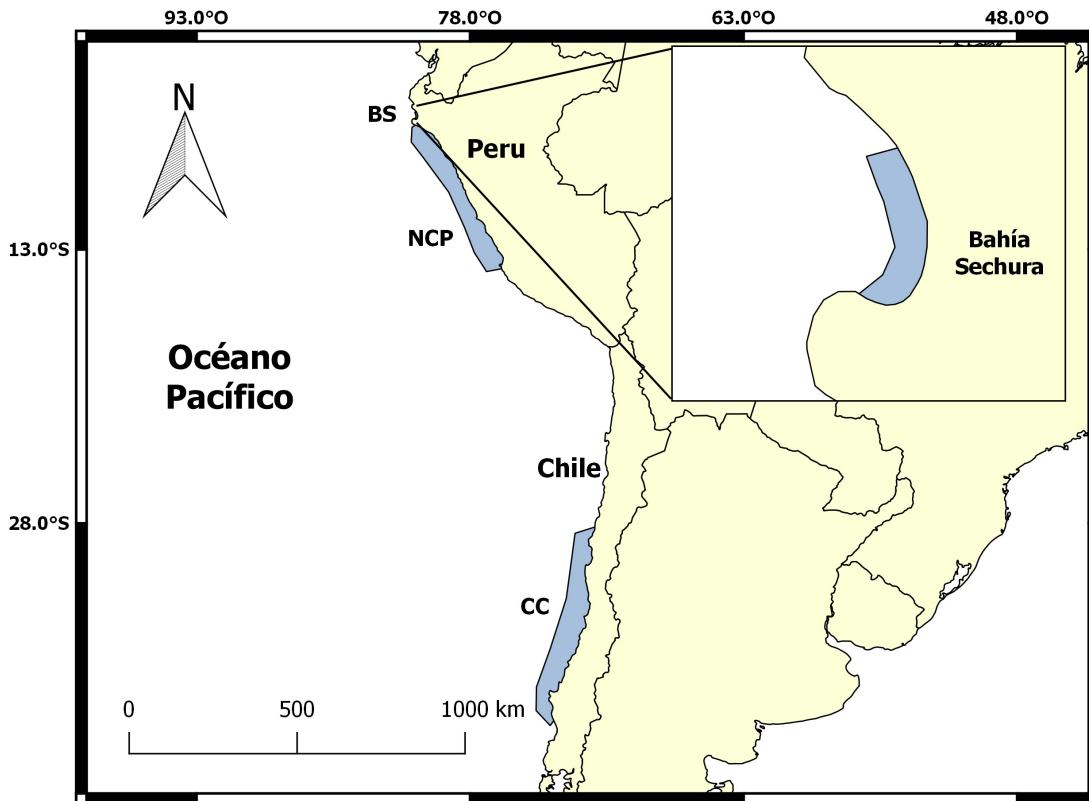 93.0°O
78.0°O
63.0°O
48.0°O
N
BS
Peru
NCP
13.0°S
Bahía
Sechura
Océano
Pacífico
Chile
28.0°S
CC
0
500
1000 km